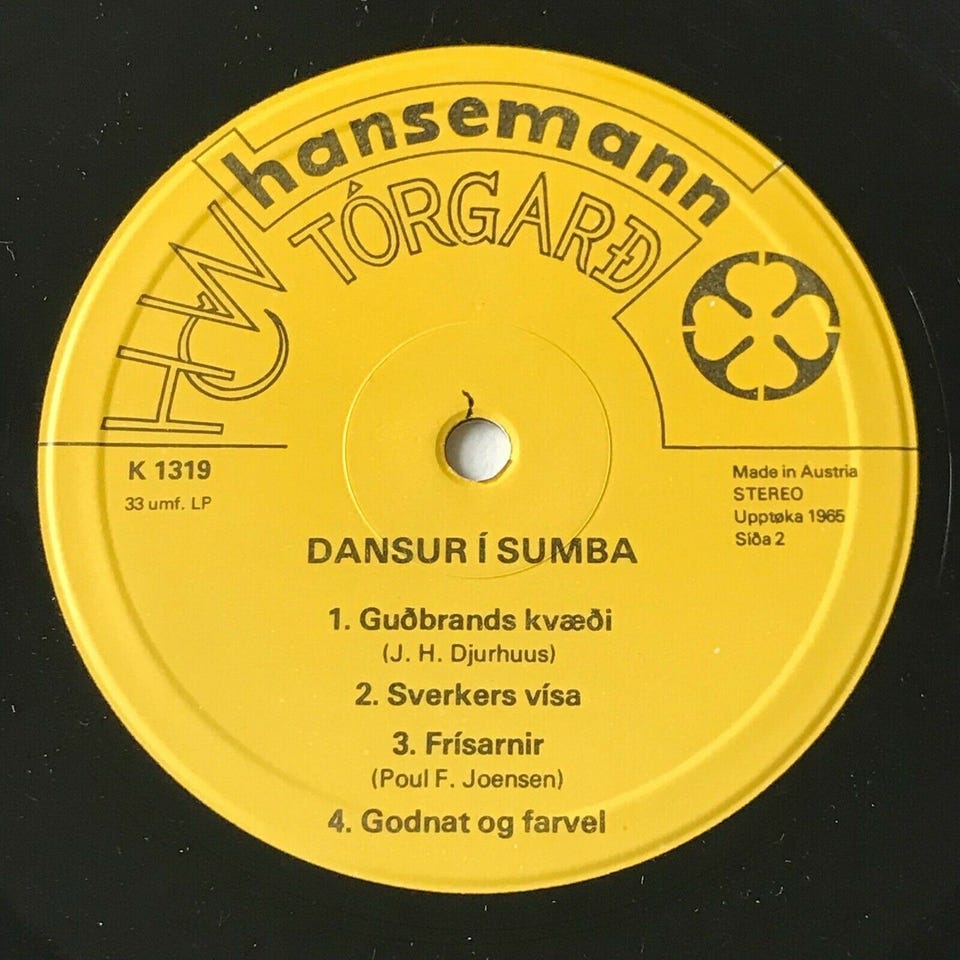 hansemann
TÓRGARÐ
HCW
K 1319
33 umf. LP
Made in Austria
STEREO
Upptøka 1965
Síða 2
DANSUR Í SUMBA
1. Guðbrands kvæði
(J. H. Djurhuus)
2. Sverkers vísa
3. Frísarnir
(Poul F. Joensen)
4. Godnat og farvel